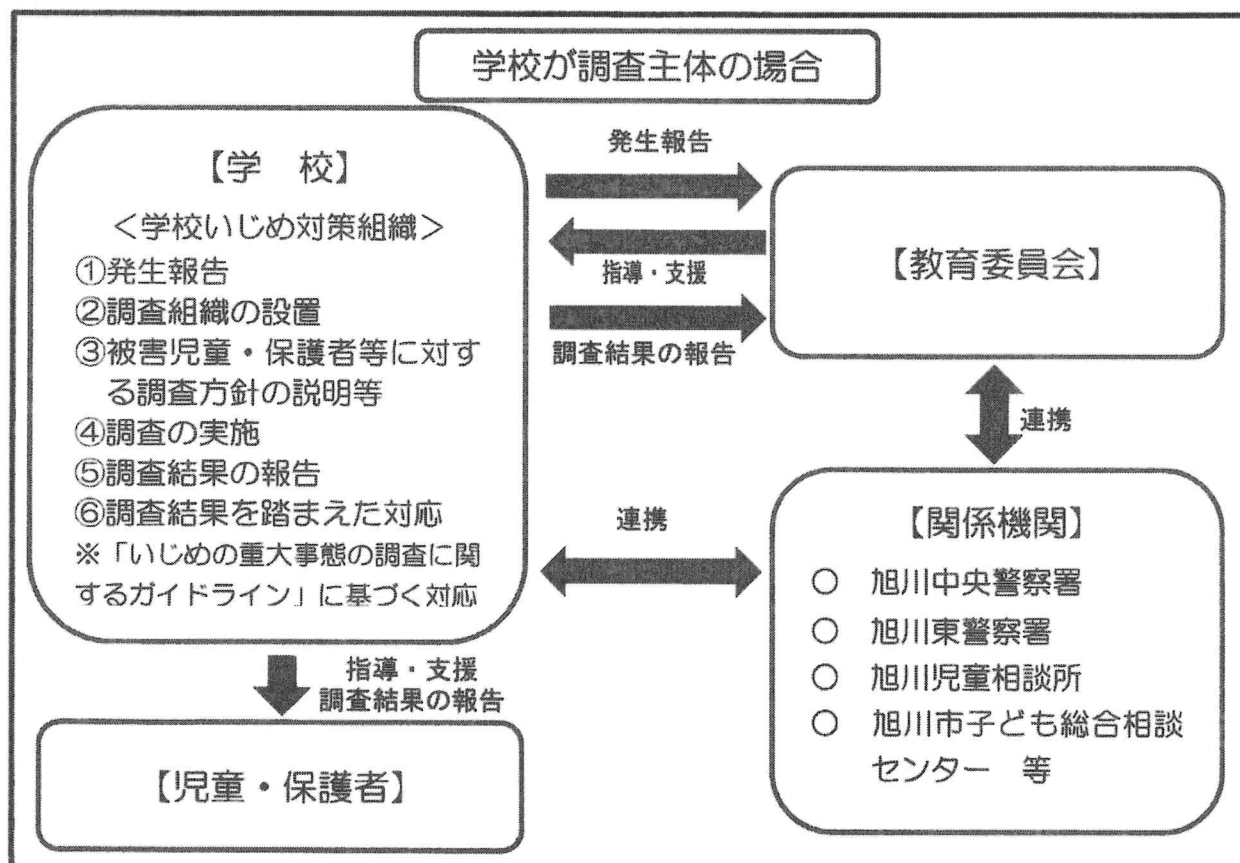 学校が調査主体の場合
【学　校】
＜学校いじめ対策組織＞
①発生報告
②調査組織の設置
③被害児童・保護者等に対す
る調査方針の説明等
④調査の実施
⑤調査結果の報告
⑥調査結果を踏まえた対応
※「いじめの重大事態の調査に関
するガイドライン」に基づく対応
発生報告
指導・支援
調査結果の報告
【教育委員会】
連携
連携
【関係機関】
○　旭川中央警察署
○　旭川東警察署
○　旭川児童相談所
○　旭川市子ども総合相談
センター　等
指導・支援
調査結果の報告
【児童・保護者】